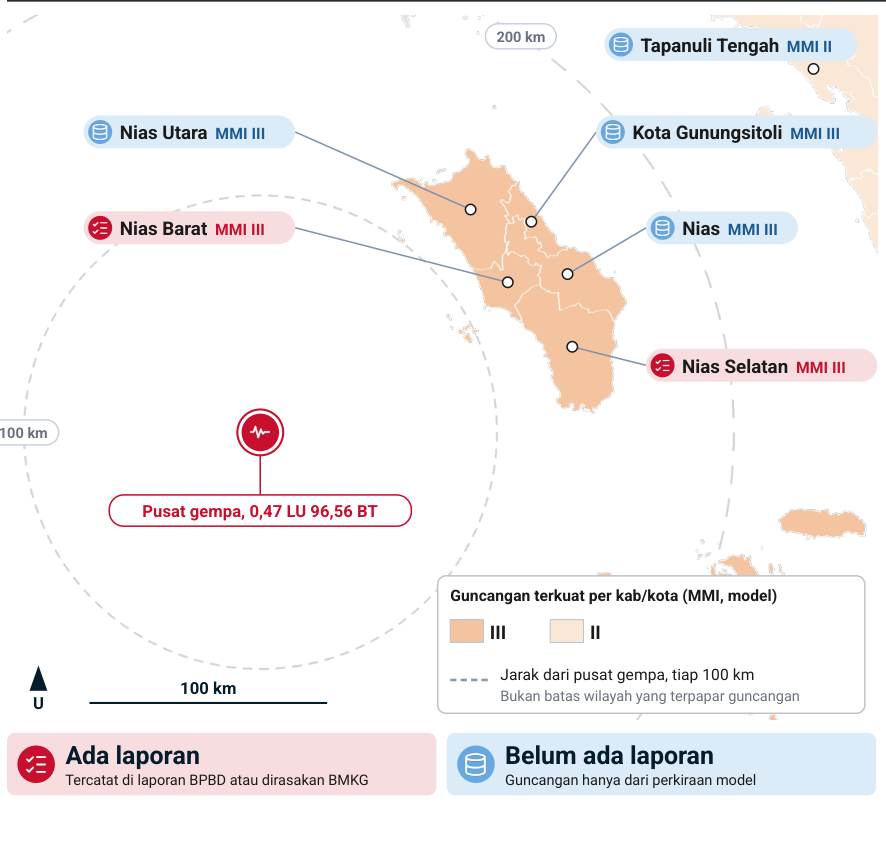 200 km
Tapanuli Tengah MMI II
Nias Utara MMI III
Kota Gunungsitoli MMI III
Nias Barat MMI III
Nias MMI III
Nias Selatan MMI III
100 km
Pusat gempa, 0,47 LU 96,56 BT
Guncangan terkuat per kab/kota (MMI, model)
III
II
Jarak dari pusat gempa, tiap 100 km
Bukan batas wilayah yang terpapar guncangan
U
100 km
Ada laporan
Tercatat di laporan BPBD atau dirasakan BMKG
Belum ada laporan
Guncangan hanya dari perkiraan model